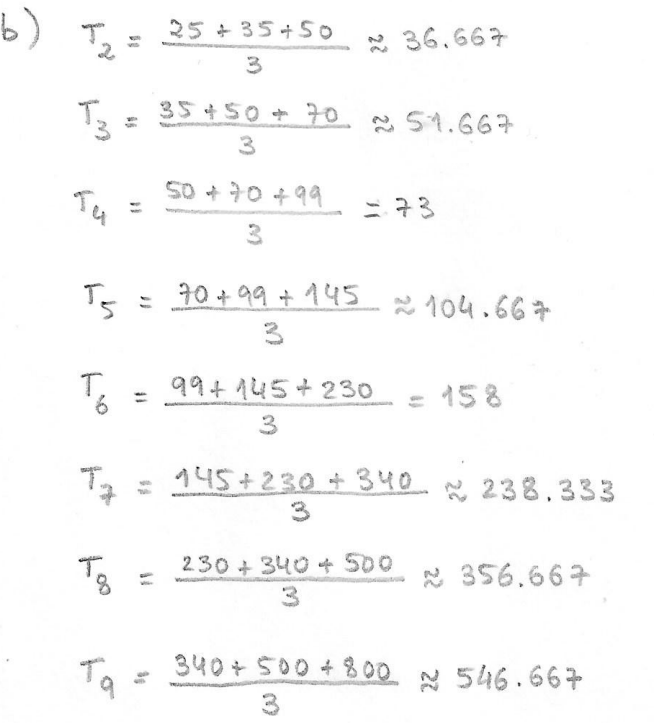 b) T₂ = (25 + 35 + 50)/3 ≈ 36.667
T₃ = (35 + 50 + 70)/3 ≈ 51.667
T₄ = (50 + 70 + 99)/3 = 73
T₅ = (70 + 99 + 145)/3 ≈ 104.667
T₆ = (99 + 145 + 230)/3 = 158
T₇ = (145 + 230 + 340)/3 ≈ 238.333
T₈ = (230 + 340 + 500)/3 ≈ 356.667
T₉ = (340 + 500 + 800)/3 ≈ 546.667